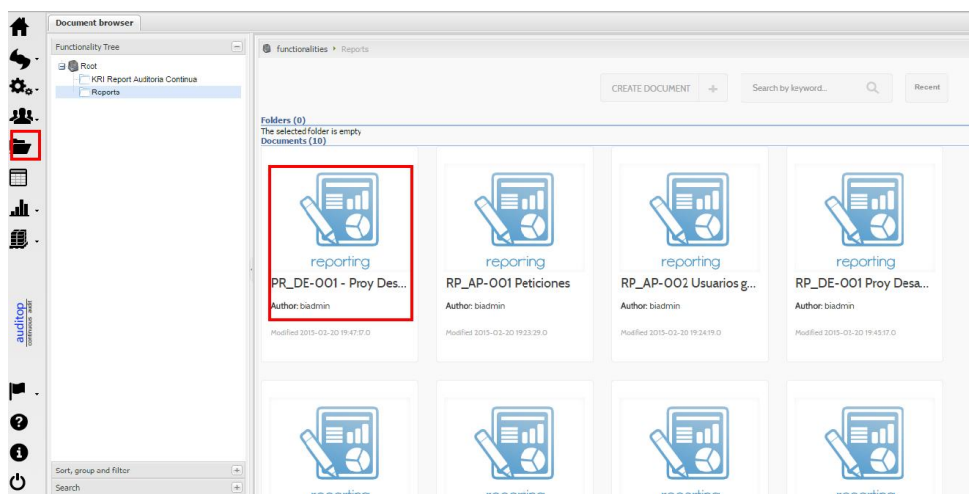 Document browser
Functionality Tree
Root
KRI Report Auditoria Continua
Reports
Sort, group and filter
Search
auditop
continuous audit
functionalities › Reports
CREATE DOCUMENT
Search by keyword...
Recent
Folders (0)
The selected folder is empty
Documents (10)
reporting
PR_DE-001 - Proy Des...
Author: biadmin
Modified 2015-02-20 19:47:17.0
reporting
RP_AP-001 Peticiones
Author: biadmin
Modified 2015-02-20 19:23:29.0
reporting
RP_AP-002 Usuarios g...
Author: biadmin
Modified 2015-02-20 19:24:19.0
reporting
RP_DE-001 Proy Desa...
Author: biadmin
Modified 2015-01-20 19:45:17.0
reporting
reporting
reporting
reporting